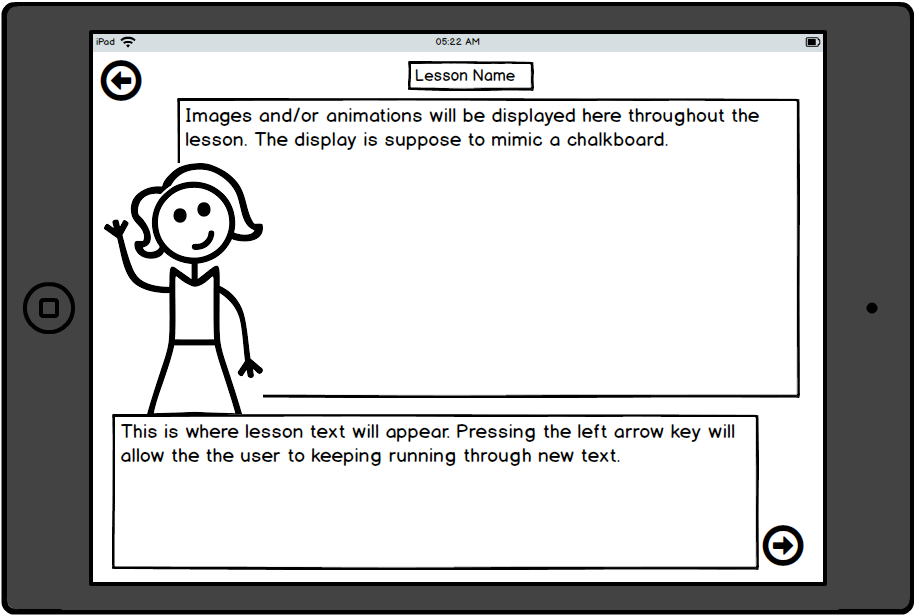 iPad
05:22 AM
Lesson Name
Images and/or animations will be displayed here throughout the
lesson. The display is suppose to mimic a chalkboard.
This is where lesson text will appear. Pressing the left arrow key will
allow the the user to keeping running through new text.